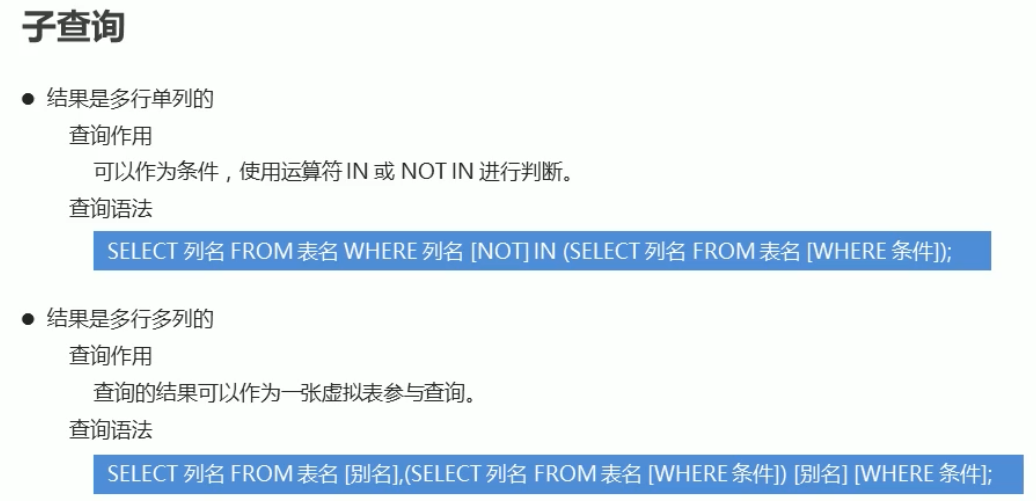 子查询
● 结果是多行单列的
查询作用
可以作为条件，使用运算符 IN 或 NOT IN 进行判断。
查询语法
SELECT 列名 FROM 表名 WHERE 列名 [NOT] IN (SELECT 列名 FROM 表名 [WHERE 条件]);
● 结果是多行多列的
查询作用
查询的结果可以作为一张虚拟表参与查询。
查询语法
SELECT 列名 FROM 表名 [别名],(SELECT 列名 FROM 表名 [WHERE 条件]) [别名] [WHERE 条件];